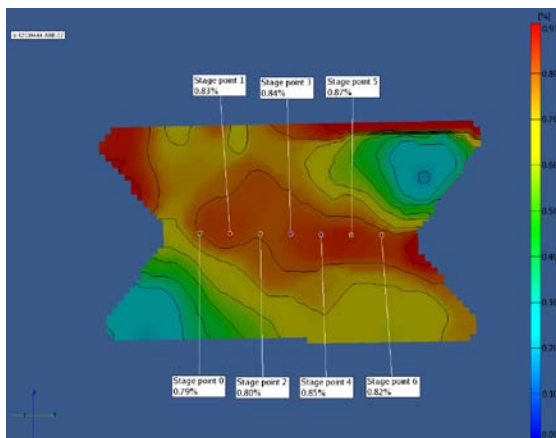 [%]
Stage point 1
0.83%
Stage point 3
0.84%
Stage point 5
0.87%
Stage point 0
0.79%
Stage point 2
0.80%
Stage point 4
0.85%
Stage point 6
0.82%
0.80
0.70
0.60
0.50
0.40
0.30
0.20
0.10